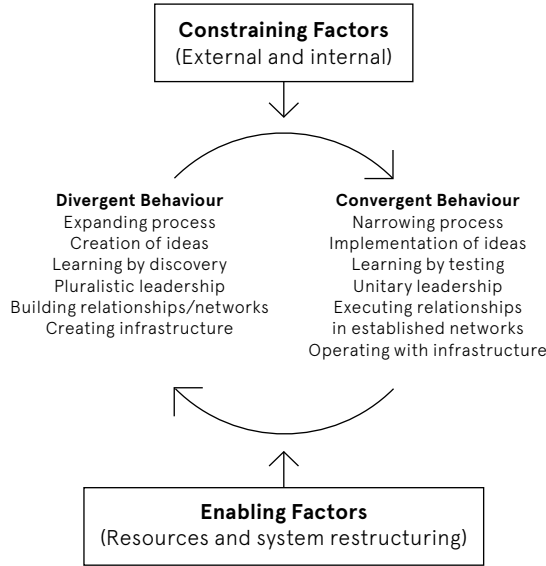 Constraining Factors
(External and internal)
Divergent Behaviour
Expanding process
Creation of ideas
Learning by discovery
Pluralistic leadership
Building relationships/networks
Creating infrastructure
Convergent Behaviour
Narrowing process
Implementation of ideas
Learning by testing
Unitary leadership
Executing relationships
in established networks
Operating with infrastructure
Enabling Factors
(Resources and system restructuring)